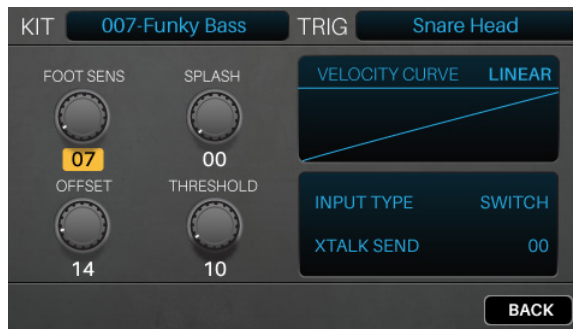 KIT 007-Funky Bass TRIG Snare Head
FOOT SENS SPLASH
07 00
OFFSET THRESHOLD
14 10
VELOCITY CURVE LINEAR
INPUT TYPE SWITCH
XTALK SEND 00
BACK